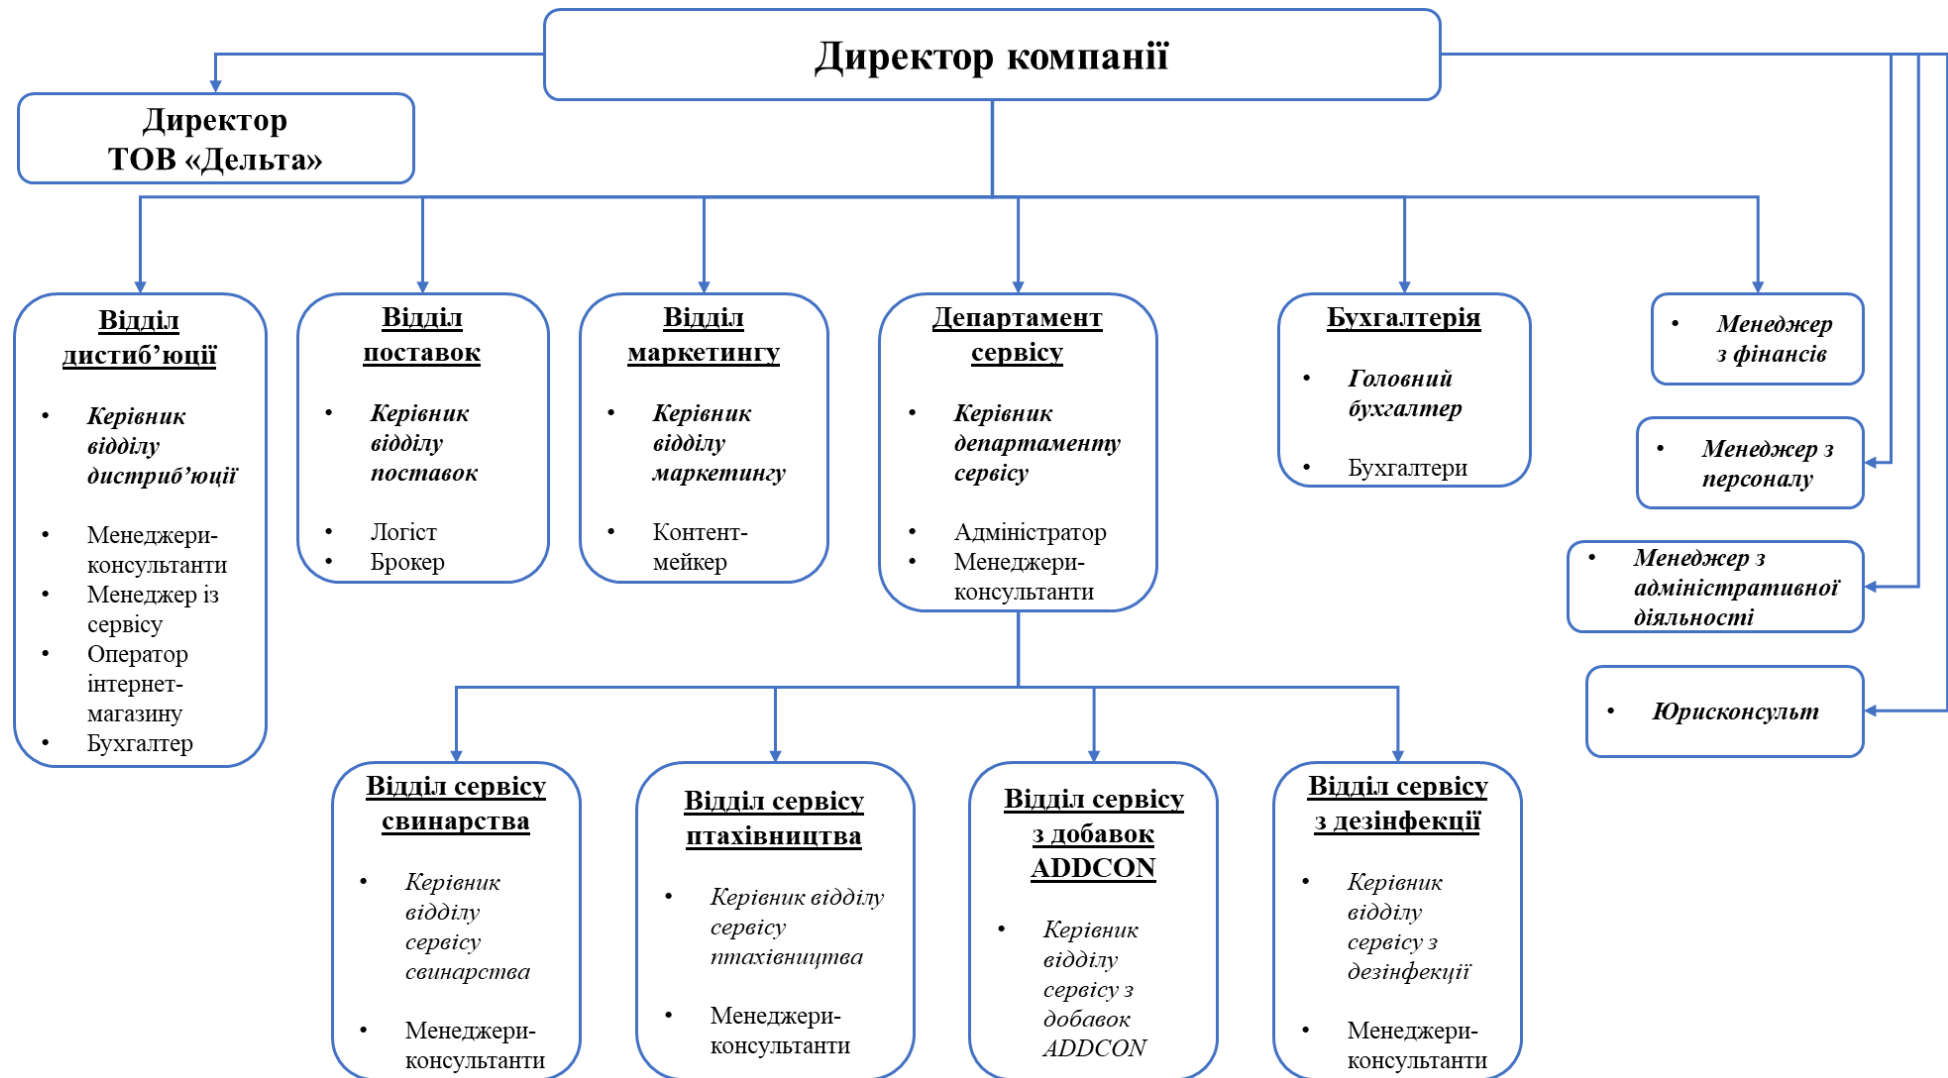 Директор компанії
Директор
ТОВ «Дельта»
Відділ
дистиб’юції
• Керівник
відділу
дистриб’юції
• Менеджери-
консультанти
• Менеджер із
сервісу
• Оператор
інтернет-
магазину
• Бухгалтер
Відділ
поставок
• Керівник
відділу
поставок
• Логіст
• Брокер
Відділ
маркетингу
• Керівник
відділу
маркетингу
• Контент-
мейкер
Департамент
сервісу
• Керівник
департаменту
сервісу
• Адміністратор
• Менеджери-
консультанти
Бухгалтерія
• Головний
бухгалтер
• Бухгалтери
• Менеджер
з фінансів
• Менеджер з
персоналу
• Менеджер з
адміністративної
діяльності
• Юрисконсульт
Відділ сервісу
свинарства
• Керівник
відділу
сервісу
свинарства
• Менеджери-
консультанти
Відділ сервісу
птахівництва
• Керівник відділу
сервісу
птахівництва
• Менеджери-
консультанти
Відділ сервісу
з добавок
ADDCON
• Керівник
відділу
сервісу з
добавок
ADDCON
Відділ сервісу
з дезінфекції
• Керівник
відділу
сервісу з
дезінфекції
• Менеджери-
консультанти